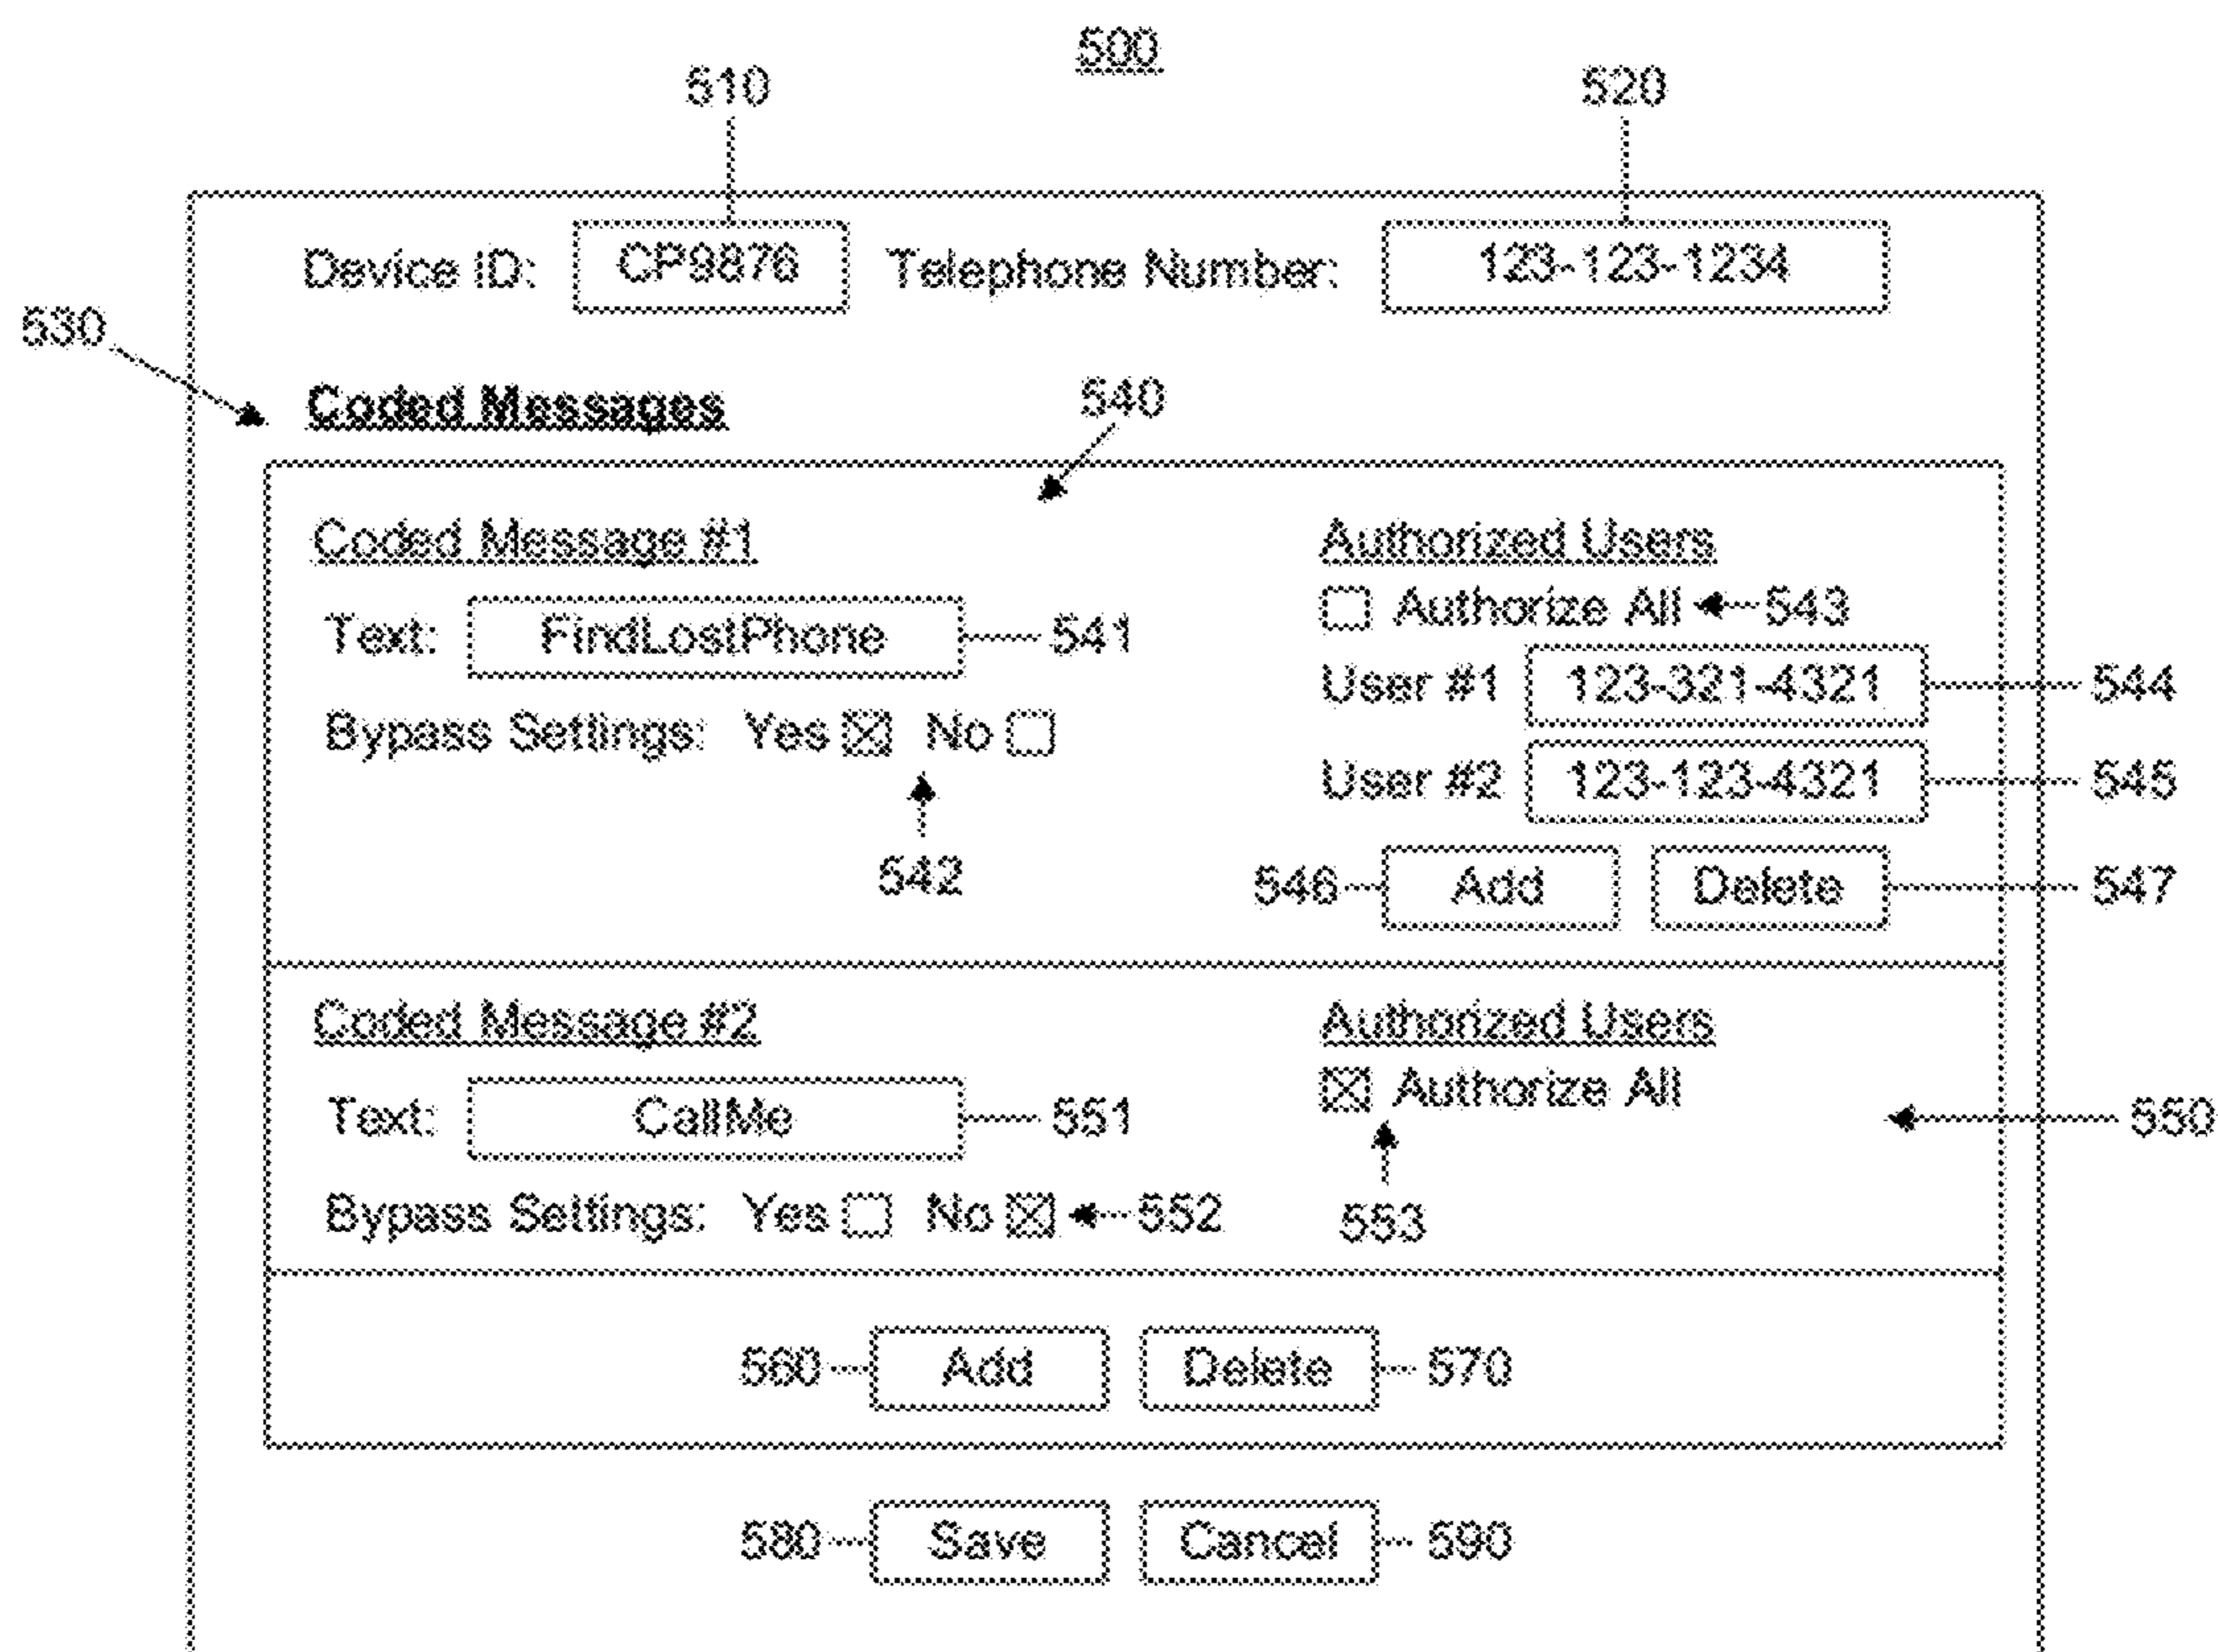 500
510 520
Device ID: CP9876 Telephone Number: 123-123-1234
530
Coded Messages 540
Coded Message #1 Authorized Users
Authorize All 543
Text: FindLostPhone 541
User #1 123-321-4321 544
Bypass Settings: Yes No
User #2 123-123-4321 545
542
546 Add Delete 547
Coded Message #2 Authorized Users
Authorize All
Text: CallMe 551 550
Bypass Settings: Yes No 552
553
560 Add Delete 570
580 Save Cancel 590